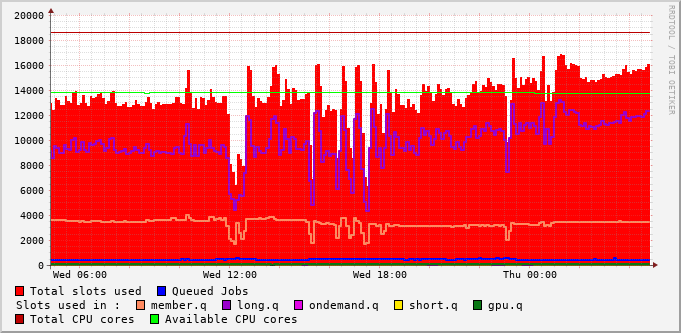 20000
18000
16000
14000
12000
10000
8000
6000
4000
2000
0
Wed 06:00 Wed 12:00 Wed 18:00 Thu 00:00
Total slots used Queued Jobs
Slots used in : member.q long.q ondemand.q short.q gpu.q
Total CPU cores Available CPU cores
RRDTOOL / TOBI OETIKER